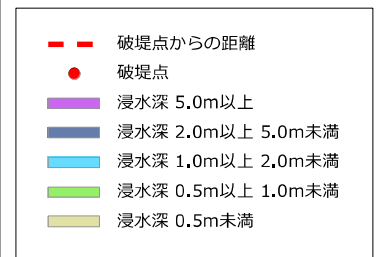 破堤点からの距離
破堤点
浸水深 5.0m以上
浸水深 2.0m以上 5.0m未満
浸水深 1.0m以上 2.0m未満
浸水深 0.5m以上 1.0m未満
浸水深 0.5m未満